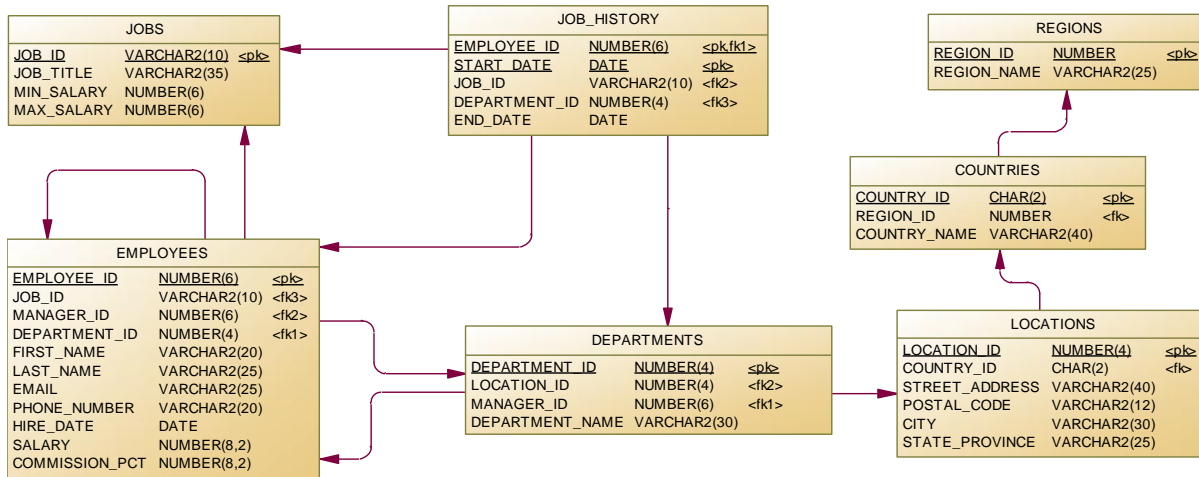 JOBS
JOB_ID VARCHAR2(10) <pk>
JOB_TITLE VARCHAR2(35)
MIN_SALARY NUMBER(6)
MAX_SALARY NUMBER(6)
JOB_HISTORY
EMPLOYEE_ID NUMBER(6) <pk,fk1>
START_DATE DATE <pk>
JOB_ID VARCHAR2(10) <fk2>
DEPARTMENT_ID NUMBER(4) <fk3>
END_DATE DATE
REGIONS
REGION_ID NUMBER <pk>
REGION_NAME VARCHAR2(25)
COUNTRIES
COUNTRY_ID CHAR(2) <pk>
REGION_ID NUMBER <fk>
COUNTRY_NAME VARCHAR2(40)
EMPLOYEES
EMPLOYEE_ID NUMBER(6) <pk>
JOB_ID VARCHAR2(10) <fk3>
MANAGER_ID NUMBER(6) <fk2>
DEPARTMENT_ID NUMBER(4) <fk1>
FIRST_NAME VARCHAR2(20)
LAST_NAME VARCHAR2(25)
EMAIL VARCHAR2(25)
PHONE_NUMBER VARCHAR2(20)
HIRE_DATE DATE
SALARY NUMBER(8,2)
COMMISSION_PCT NUMBER(8,2)
DEPARTMENTS
DEPARTMENT_ID NUMBER(4) <pk>
LOCATION_ID NUMBER(4) <fk2>
MANAGER_ID NUMBER(6) <fk1>
DEPARTMENT_NAME VARCHAR2(30)
LOCATIONS
LOCATION_ID NUMBER(4) <pk>
COUNTRY_ID CHAR(2) <fk>
STREET_ADDRESS VARCHAR2(40)
POSTAL_CODE VARCHAR2(12)
CITY VARCHAR2(30)
STATE_PROVINCE VARCHAR2(25)